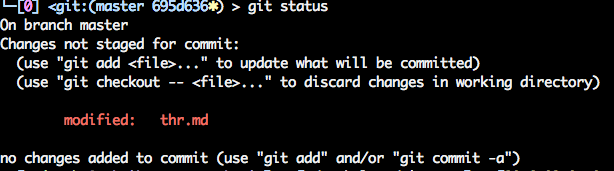 └─[0] <git:(master 695d636✱) > git status
On branch master
Changes not staged for commit:
  (use "git add <file>..." to update what will be committed)
  (use "git checkout -- <file>..." to discard changes in working directory)
        modified:   thr.md
no changes added to commit (use "git add" and/or "git commit -a")